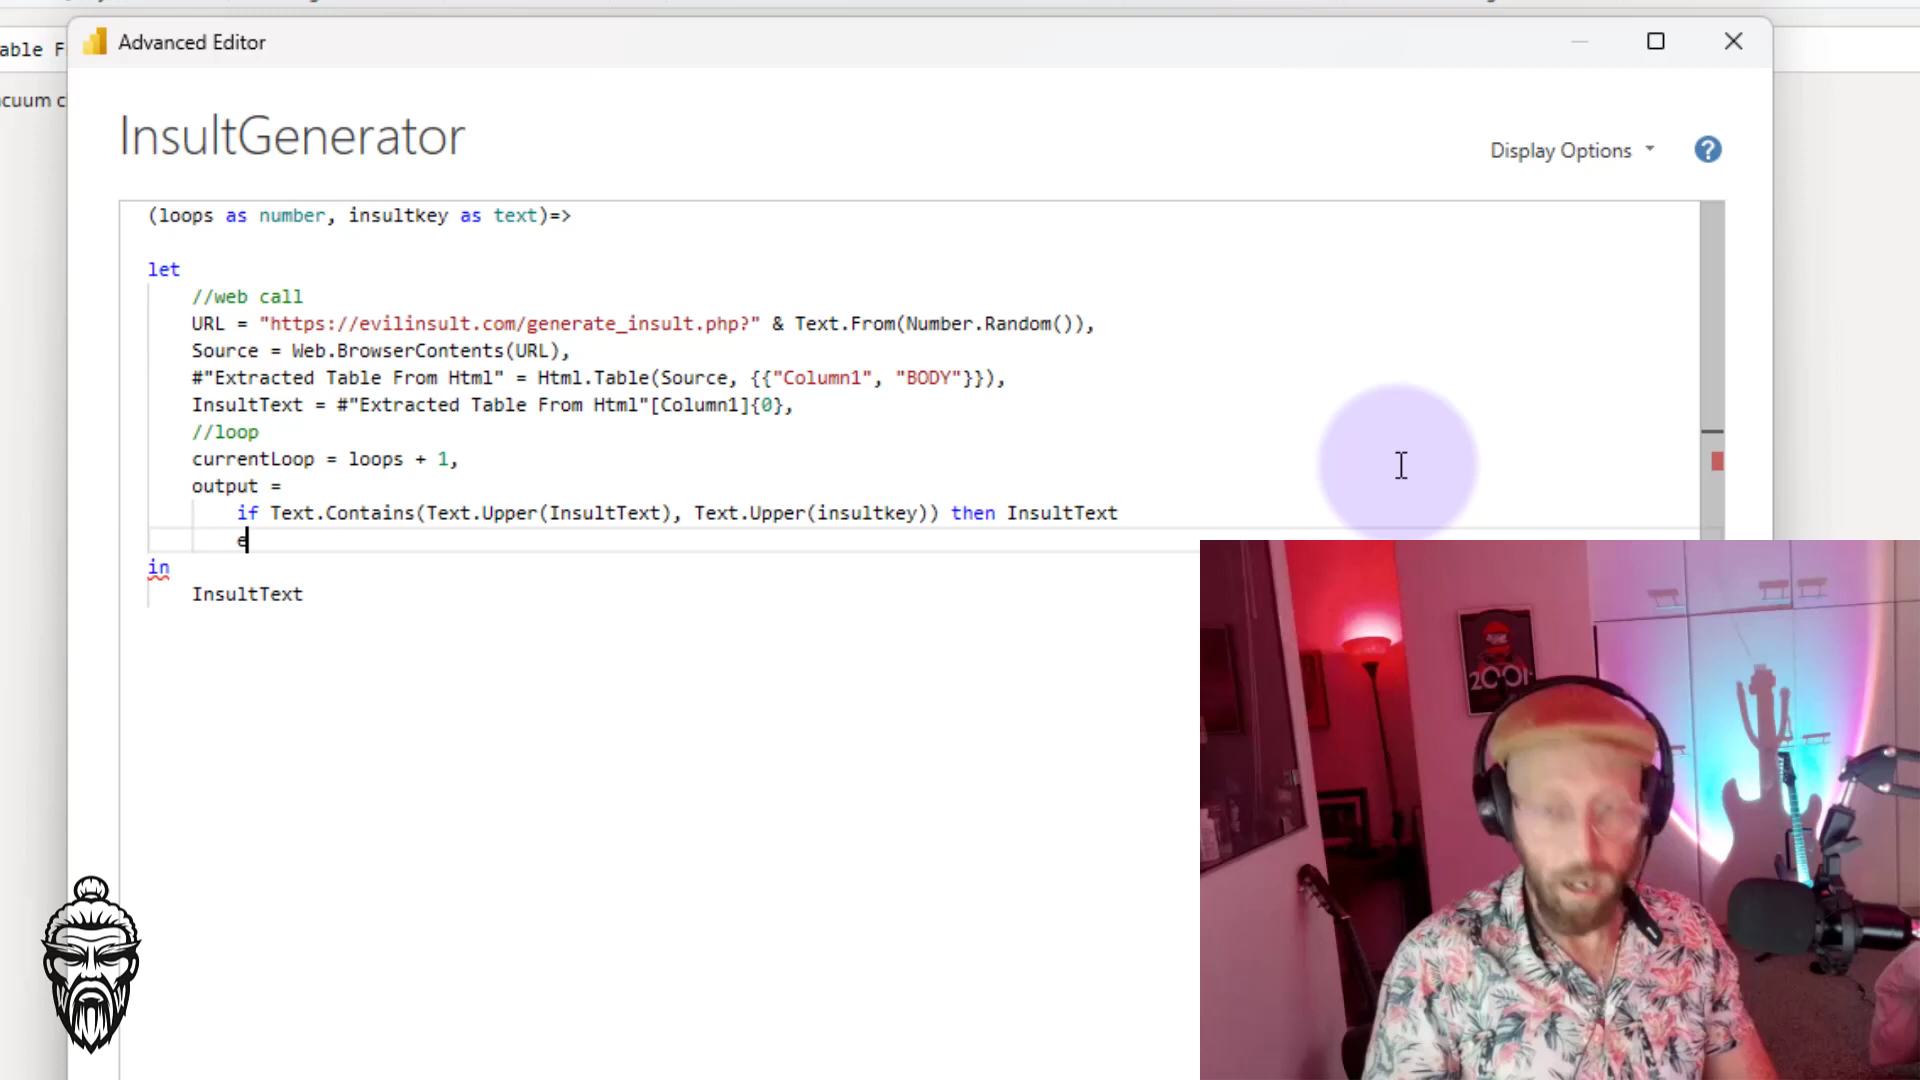 able F
Advanced Editor
cuum c
InsultGenerator
Display Options
?
(loops as number, insultkey as text)=>
let
//web call
URL = "https://evilinsult.com/generate_insult.php?" & Text.From(Number.Random()),
Source = Web.BrowserContents(URL),
#"Extracted Table From Html" = Html.Table(Source, {{"Column1", "BODY"}}),
InsultText = #"Extracted Table From Html"[Column1]{0},
//loop
currentLoop = loops + 1,
output =
if Text.Contains(Text.Upper(InsultText), Text.Upper(insultkey)) then InsultText
e
in
InsultText
2001